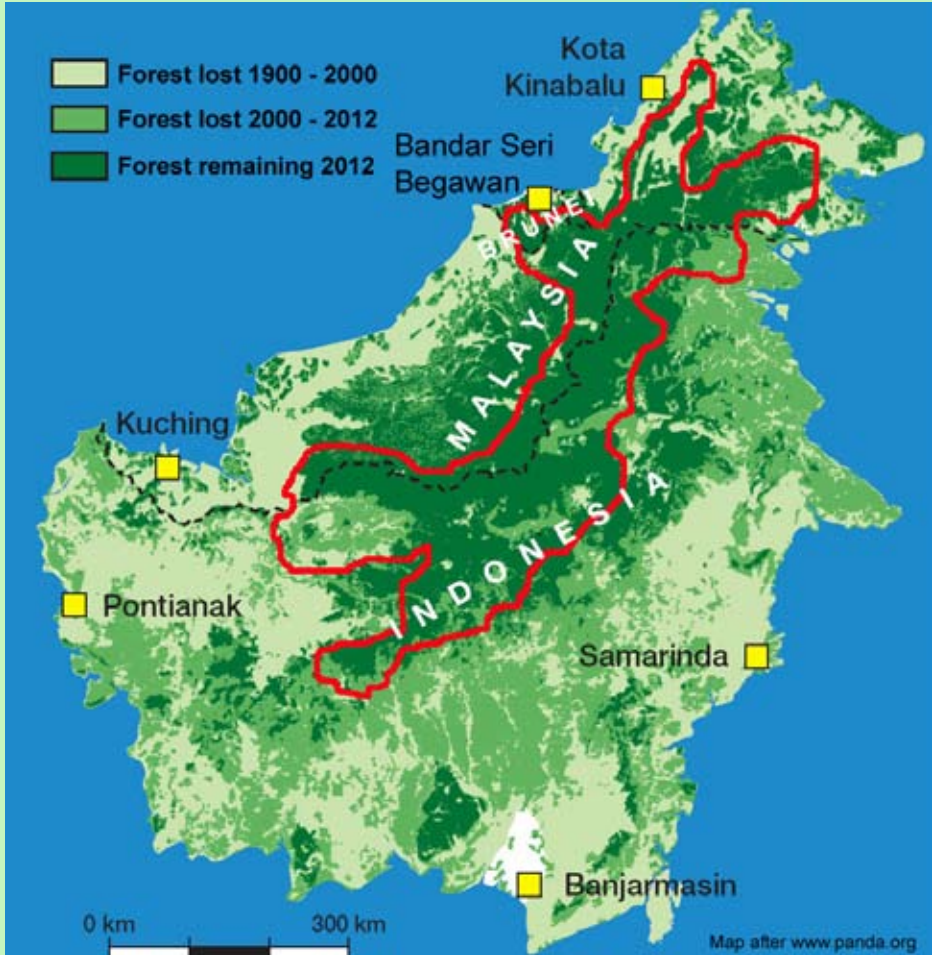 Forest lost 1900 - 2000
Forest lost 2000 - 2012
Forest remaining 2012
Kota
Kinabalu
Bandar Seri
Begawan
BRUNEI
MALAYSIA
Kuching
INDONESIA
Pontianak
Samarinda
Banjarmasin
0 km
300 km
Map after www.panda.org